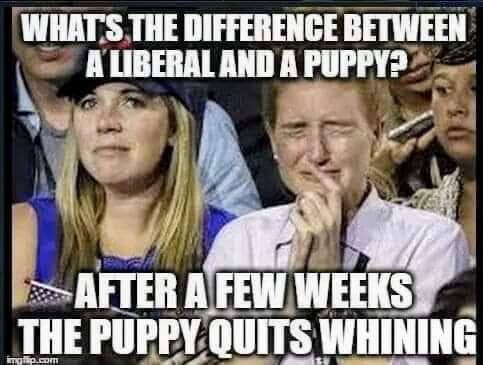 WHAT'S THE DIFFERENCE BETWEEN
A LIBERAL AND A PUPPY?
AFTER A FEW WEEKS
THE PUPPY QUITS WHINING
imgflip.com